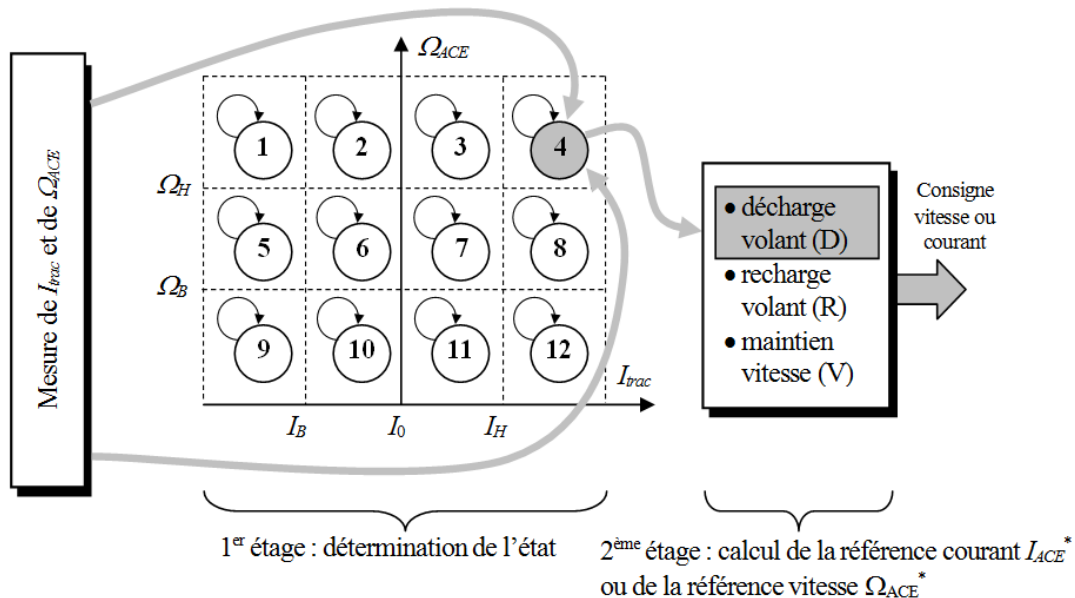 Mesure de I_trac et de Ω_ACE
Ω_ACE
1 2 3 4
Ω_H
5 6 7 8
Ω_B
9 10 11 12
I_trac
I_B I_0 I_H
• décharge
volant (D)
• recharge
volant (R)
• maintien
vitesse (V)
Consigne
vitesse ou
courant
1er étage : détermination de l'état
2ème étage : calcul de la référence courant I_ACE*
ou de la référence vitesse Ω_ACE*